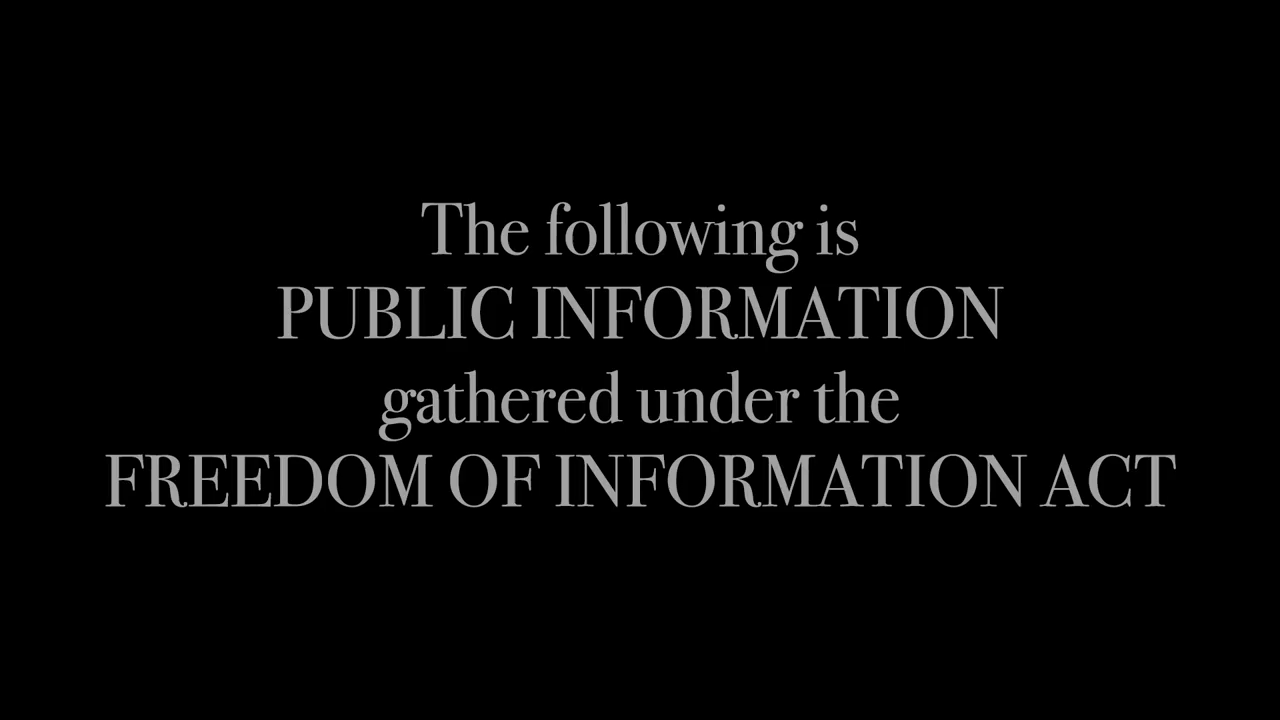 The following is
PUBLIC INFORMATION
gathered under the
FREEDOM OF INFORMATION ACT